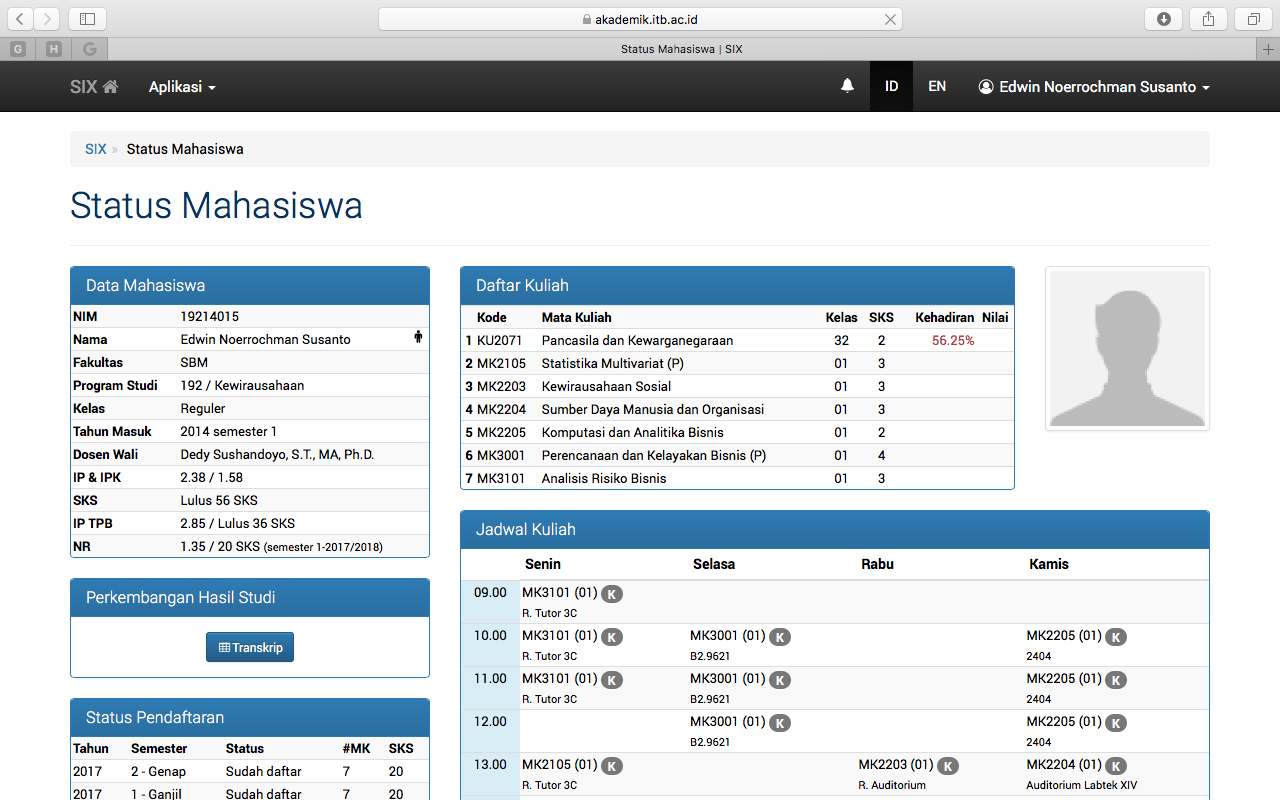 akademik.itb.ac.id
G H G Status Mahasiswa | SIX
SIX Aplikasi ID EN Edwin Noerrochman Susanto
SIX » Status Mahasiswa
Status Mahasiswa
Data Mahasiswa
NIM 19214015
Nama Edwin Noerrochman Susanto
Fakultas SBM
Program Studi 192 / Kewirausahaan
Kelas Reguler
Tahun Masuk 2014 semester 1
Dosen Wali Dedy Sushandoyo, S.T., MA, Ph.D.
IP & IPK 2.38 / 1.58
SKS Lulus 56 SKS
IP TPB 2.85 / Lulus 36 SKS
NR 1.35 / 20 SKS (semester 1-2017/2018)
Perkembangan Hasil Studi
Transkrip
Status Pendaftaran
Tahun Semester Status #MK SKS
2017 2 - Genap Sudah daftar 7 20
2017 1 - Ganjil Sudah daftar 7 20
Daftar Kuliah
Kode Mata Kuliah Kelas SKS Kehadiran Nilai
1 KU2071 Pancasila dan Kewarganegaraan 32 2 56.25%
2 MK2105 Statistika Multivariat (P) 01 3
3 MK2203 Kewirausahaan Sosial 01 3
4 MK2204 Sumber Daya Manusia dan Organisasi 01 3
5 MK2205 Komputasi dan Analitika Bisnis 01 2
6 MK3001 Perencanaan dan Kelayakan Bisnis (P) 01 4
7 MK3101 Analisis Risiko Bisnis 01 3
Jadwal Kuliah
Senin Selasa Rabu Kamis
09.00 MK3101 (01) K
R. Tutor 3C
10.00 MK3101 (01) K MK3001 (01) K MK2205 (01) K
R. Tutor 3C B2.9621 2404
11.00 MK3101 (01) K MK3001 (01) K MK2205 (01) K
R. Tutor 3C B2.9621 2404
12.00 MK3001 (01) K MK2205 (01) K
B2.9621 2404
13.00 MK2105 (01) K MK2203 (01) K MK2204 (01) K
R. Tutor 3C R. Auditorium Auditorium Labtek XIV